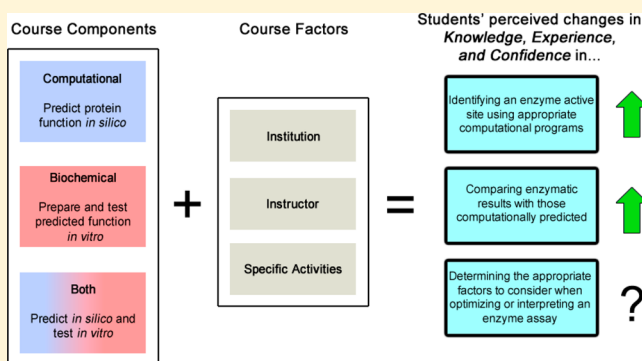 Course Components
Computational
Predict protein
function in silico
Biochemical
Prepare and test
predicted function
in vitro
Both
Predict in silico and
test in vitro
+
Course Factors
Institution
Instructor
Specific Activities
=
Students' perceived changes in
Knowledge, Experience,
and Confidence in...
Identifying an enzyme active
site using appropriate
computational programs
Comparing enzymatic
results with those
computationally predicted
Determining the appropriate
factors to consider when
optimizing or interpreting an
enzyme assay
?